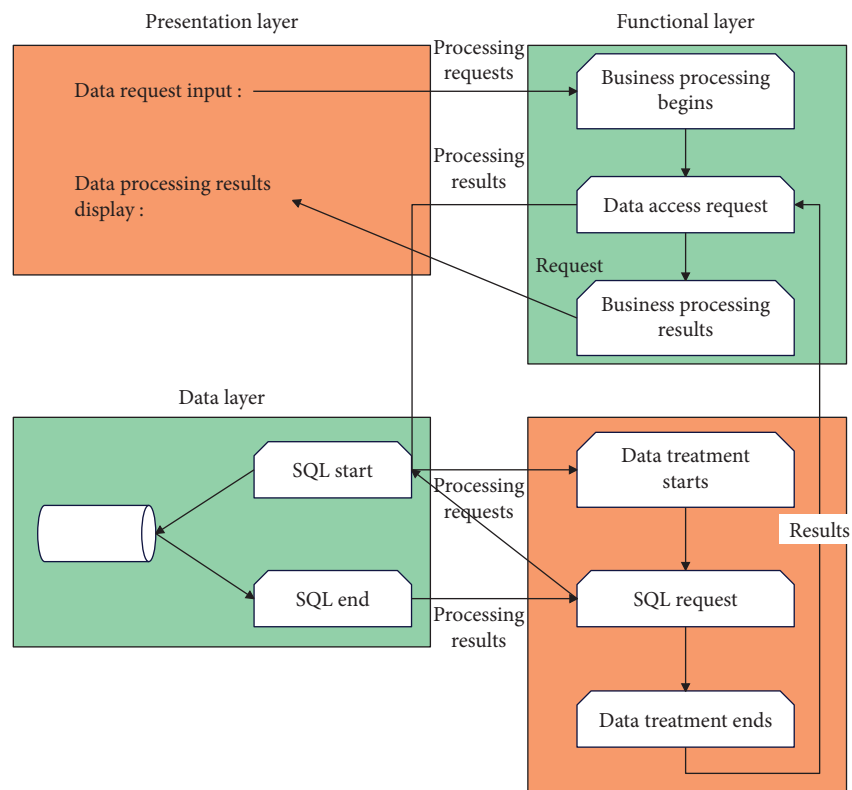 Presentation layer
Functional layer
Processing
requests
Data request input :
Business processing
begins
Processing
results
Data processing results
display :
Data access request
Request
Business processing
results
Data layer
SQL start
Processing
requests
Data treatment
starts
Results
SQL end
SQL request
Processing
results
Data treatment ends